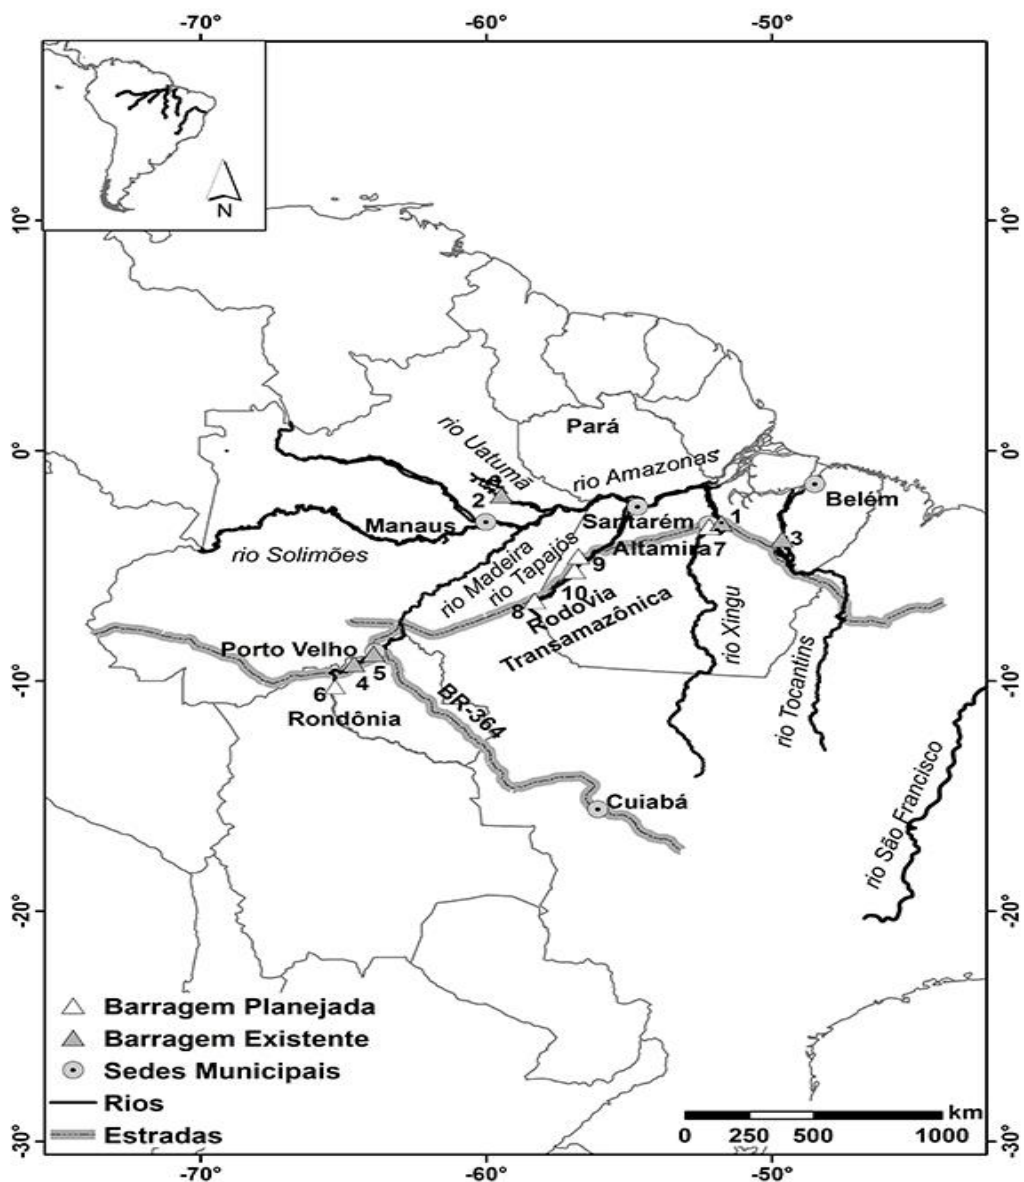 -70° -60° -50°
N
10° 10°
Pará
rio Uatumã
rio Amazonas
0° 0°
2
Manaus
Santarém
Belém
1
3
rio Solimões
Altamira 7
rio Madeira
rio Tapajós
9
10
8
Rodovia
Transamazônica
rio Xingu
rio Tocantins
Porto Velho
5
4
6
-10° -10°
Rondônia
BR-364
Cuiabá
rio São Francisco
-20° -20°
Barragem Planejada
Barragem Existente
Sedes Municipais
Rios
Estradas
km
0 250 500 1000
-30° -30°
-70° -60° -50°